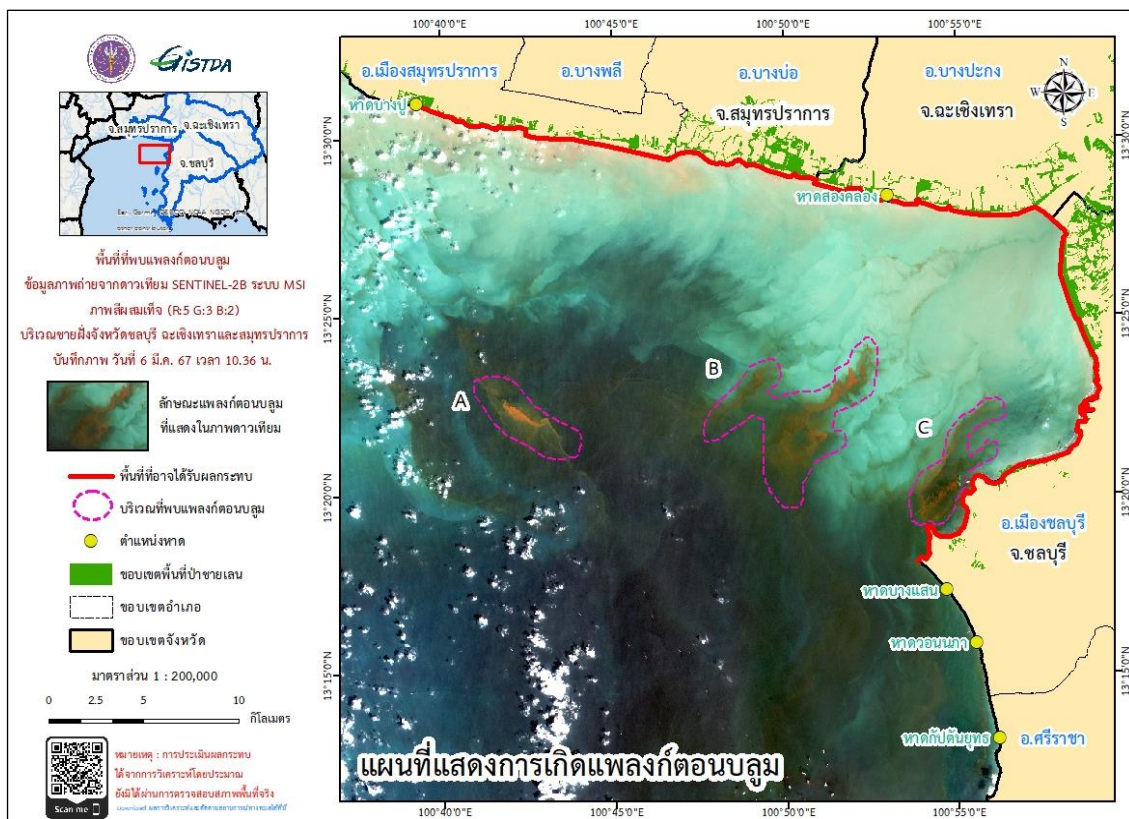 GISTDA
จ.สมุทรปราการ
จ.ฉะเชิงเทรา
จ.ชลบุรี
พื้นที่ที่พบแพลงก์ตอนบลูม
ข้อมูลภาพถ่ายจากดาวเทียม SENTINEL-2B ระบบ MSI
ภาพสีผสมเท็จ (R:5 G:3 B:2)
บริเวณชายฝั่งจังหวัดชลบุรี ฉะเชิงเทราและสมุทรปราการ
บันทึกภาพ วันที่ 6 มี.ค. 67 เวลา 10.36 น.
ลักษณะแพลงก์ตอนบลูม
ที่แสดงในภาพดาวเทียม
พื้นที่ที่อาจได้รับผลกระทบ
บริเวณที่พบแพลงก์ตอนบลูม
ตำแหน่งหาด
ขอบเขตพื้นที่ป่าชายเลน
ขอบเขตอำเภอ
ขอบเขตจังหวัด
มาตราส่วน 1 : 200,000
0 2.5 5 10
กิโลเมตร
Scan me
หมายเหตุ : การประเมินผลกระทบ
ได้จากการวิเคราะห์โดยประมาณ
ยังมิได้ผ่านการตรวจสอบสภาพพื้นที่จริง
100°40'0"E 100°45'0"E 100°50'0"E 100°55'0"E
อ.เมืองสมุทรปราการ
อ.บางพลี
อ.บางบ่อ
อ.บางปะกง
จ.สมุทรปราการ
จ.ฉะเชิงเทรา
N
W E
S
หาดบางปู
หาดสองคลอง
13°30'0"N
13°30'0"N
13°25'0"N
13°25'0"N
A
B
C
13°20'0"N
13°20'0"N
อ.เมืองชลบุรี
จ.ชลบุรี
หาดบางแสน
หาดวอนนภา
13°15'0"N
13°15'0"N
หาดกัปตันยุทธ
อ.ศรีราชา
แผนที่แสดงการเกิดแพลงก์ตอนบลูม
100°40'0"E 100°45'0"E 100°50'0"E 100°55'0"E